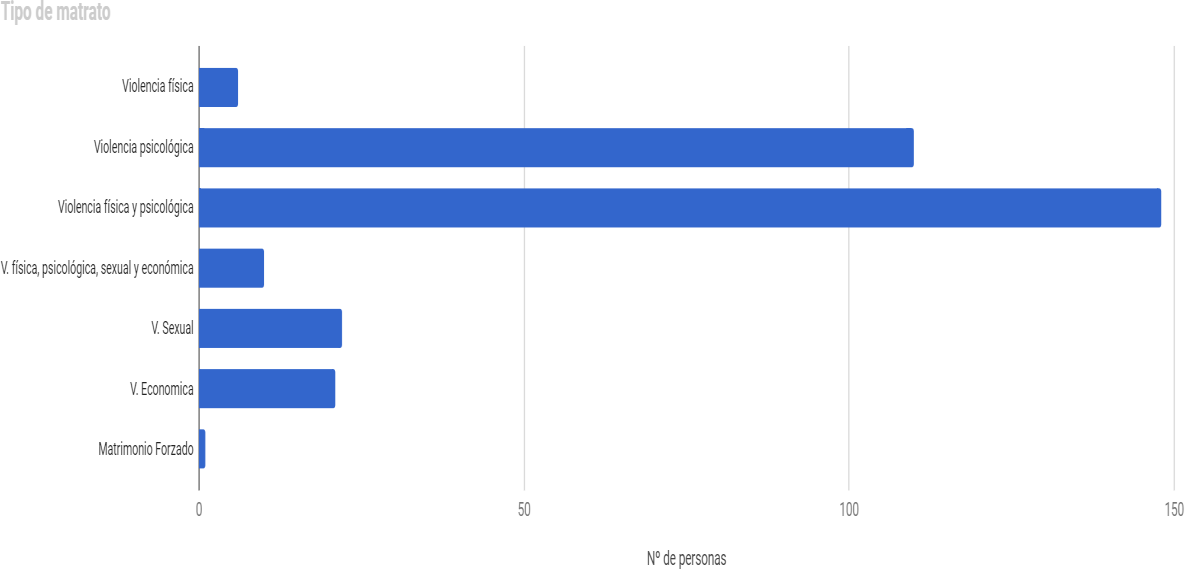 Tipo de matrato
Violencia física
Violencia psicológica
Violencia física y psicológica
V. física, psicológica, sexual y económica
V. Sexual
V. Economica
Matrimonio Forzado
0 50 100 150
Nº de personas